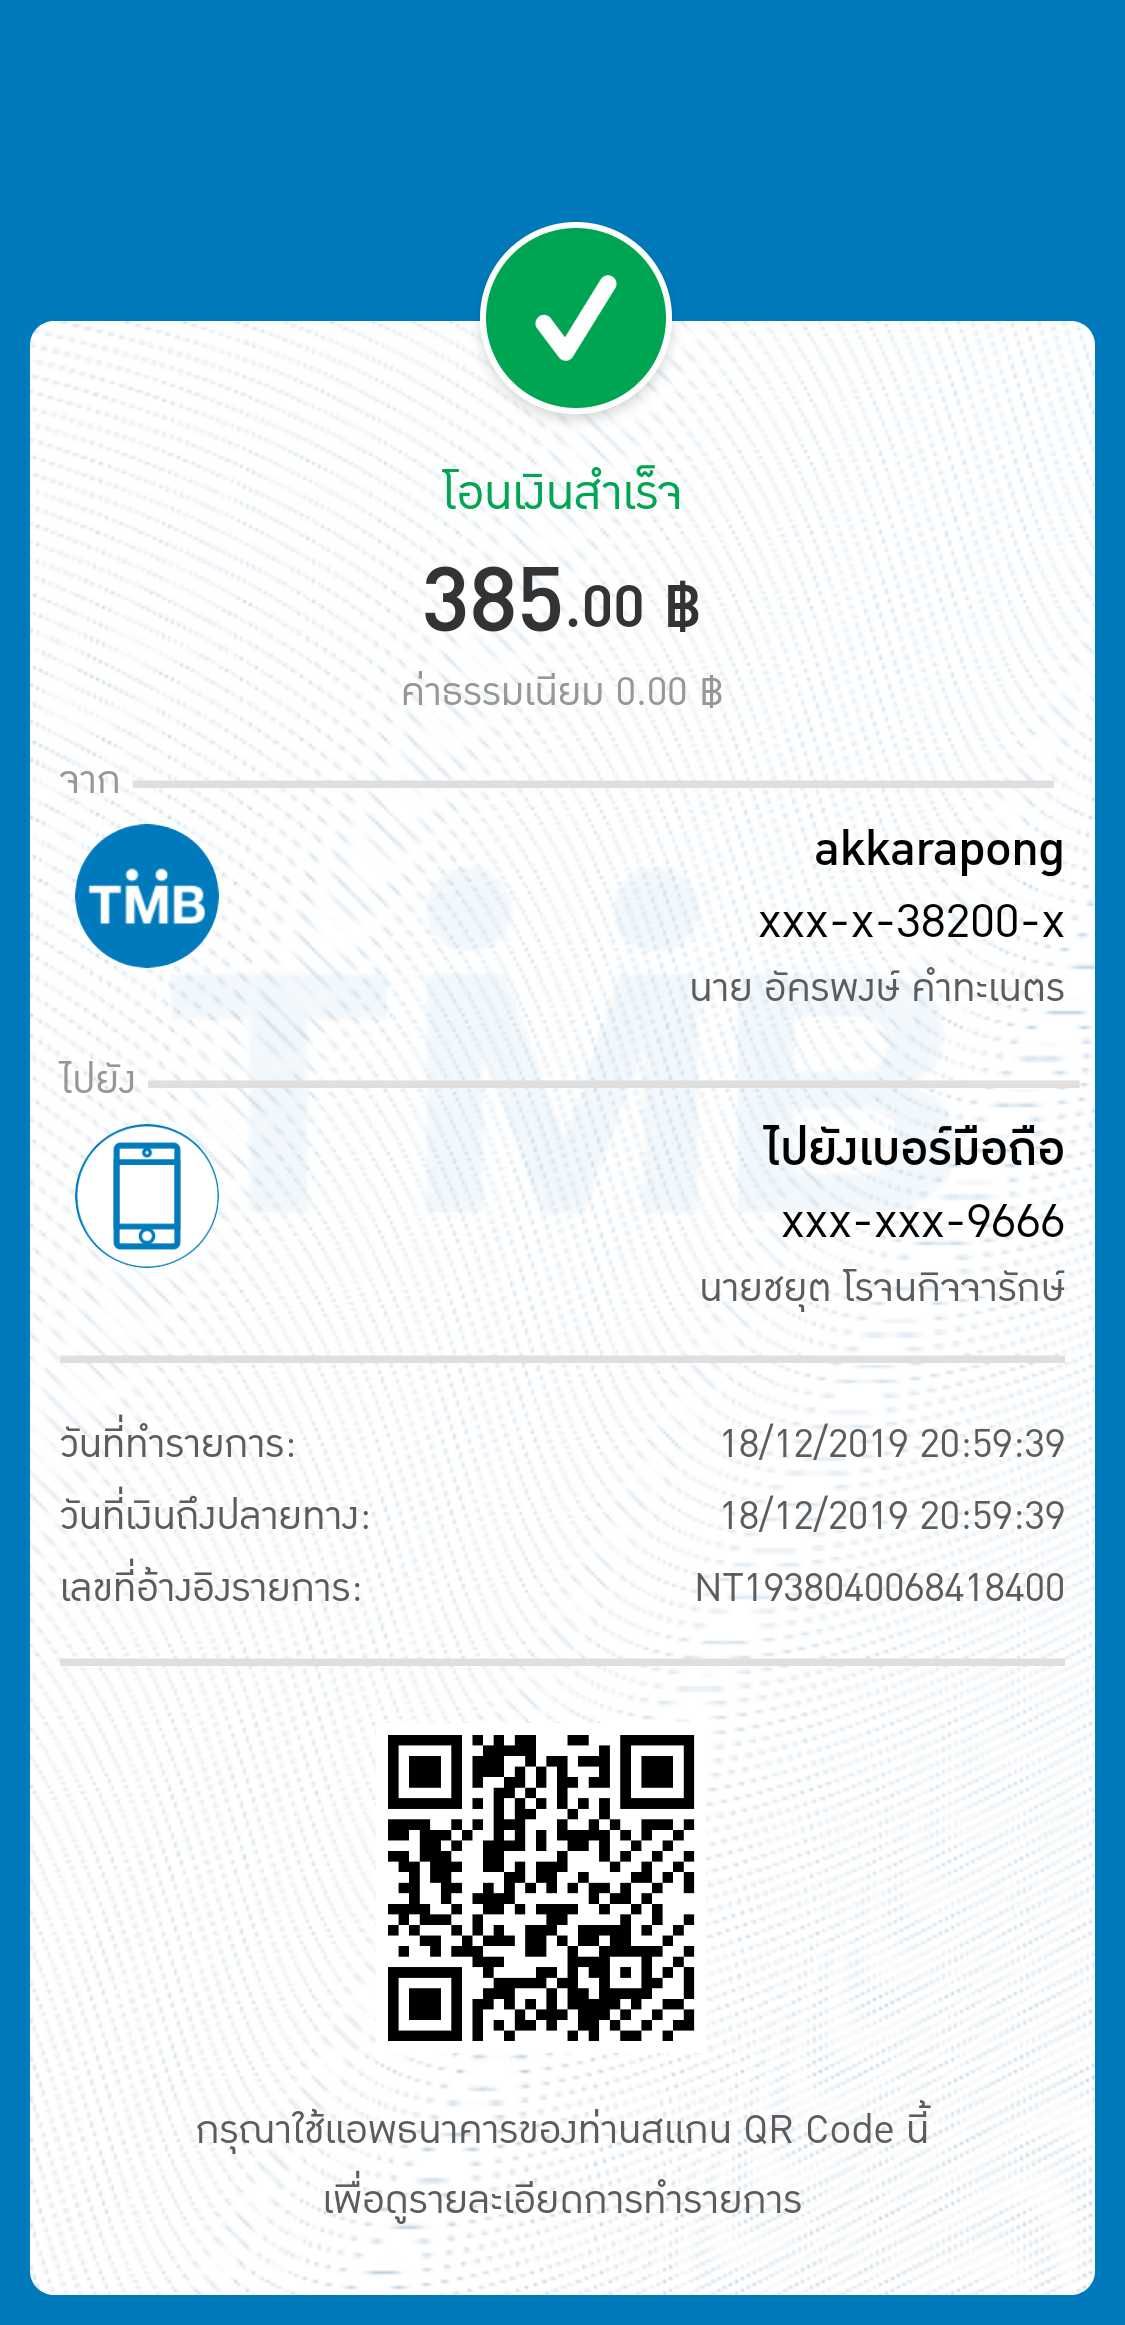 โอนเงินสำเร็จ
385.00 ฿
ค่าธรรมเนียม 0.00 ฿
จาก
TMB
akkarapong
xxx-x-38200-x
นาย อัครพงษ์ คำทะเนตร
ไปยัง
ไปยังเบอร์มือถือ
xxx-xxx-9666
นายชยุต โรจนกิจจารักษ์
วันที่ทำรายการ: 18/12/2019 20:59:39
วันที่เงินถึงปลายทาง: 18/12/2019 20:59:39
เลขที่อ้างอิงรายการ: NT1938040068418400
กรุณาใช้แอพธนาคารของท่านสแกน QR Code นี้
เพื่อดูรายละเอียดการทำรายการ